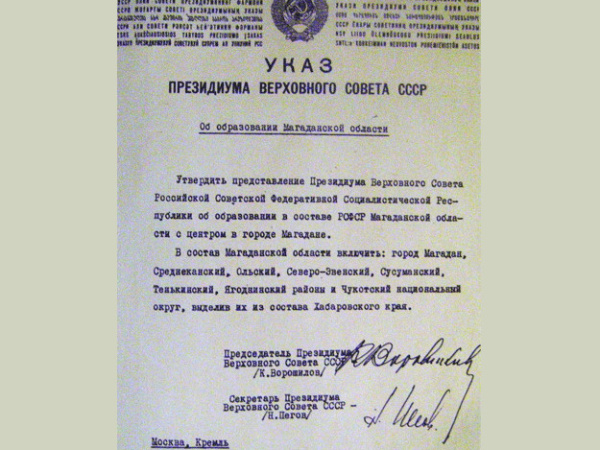 УКАЗ
ПРЕЗИДИУМА ВЕРХОВНОГО СОВЕТА СССР
Об образовании Магаданской области
Утвердить представление Президиума Верховного Совета
Российской Советской Федеративной Социалистической Рес-
публики об образовании в составе РСФСР Магаданской обла-
сти с центром в городе Магадане.
В состав Магаданской области включить: город Магадан,
Среднеканский, Ольский, Северо-Эвенский, Сусуманский,
Тенькинский, Ягоднинский районы и Чукотский национальный
округ, выделив их из состава Хабаровского края.
Председатель Президиума
Верховного Совета СССР
/К.Ворошилов/
Секретарь Президиума
Верховного Совета СССР -
/Н.Пегов/
Москва, Кремль